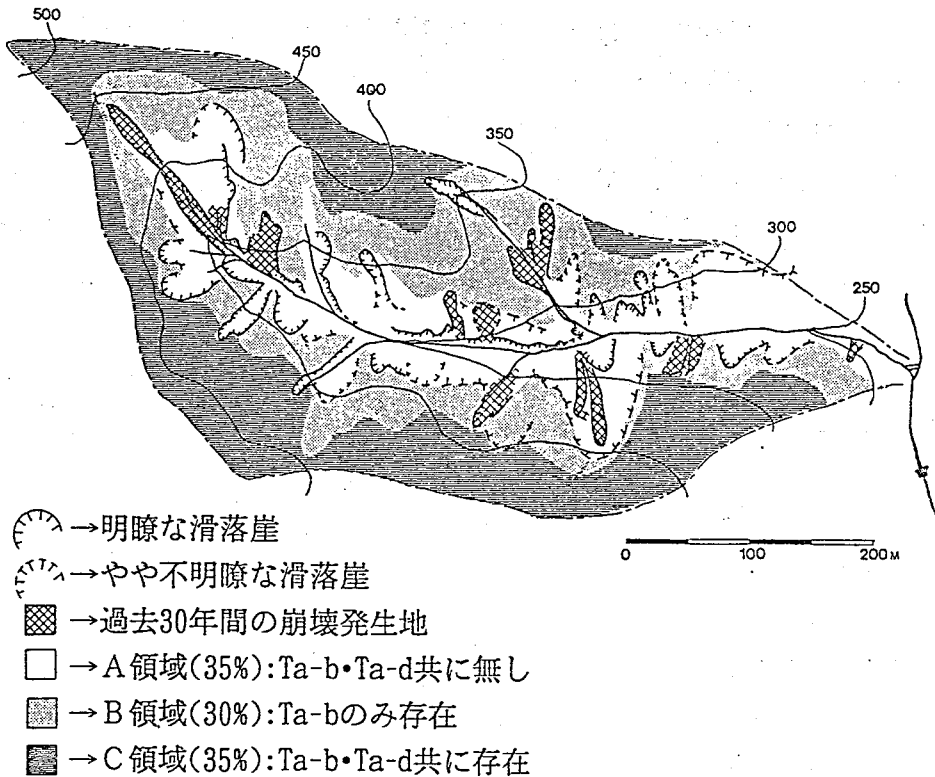 500
450
400
350
300
250
→明瞭な滑落崖
0 100 200M
→やや不明瞭な滑落崖
→過去30年間の崩壊発生地
→A領域(35%):Ta-b•Ta-d共に無し
→B領域(30%):Ta-bのみ存在
→C領域(35%):Ta-b•Ta-d共に存在